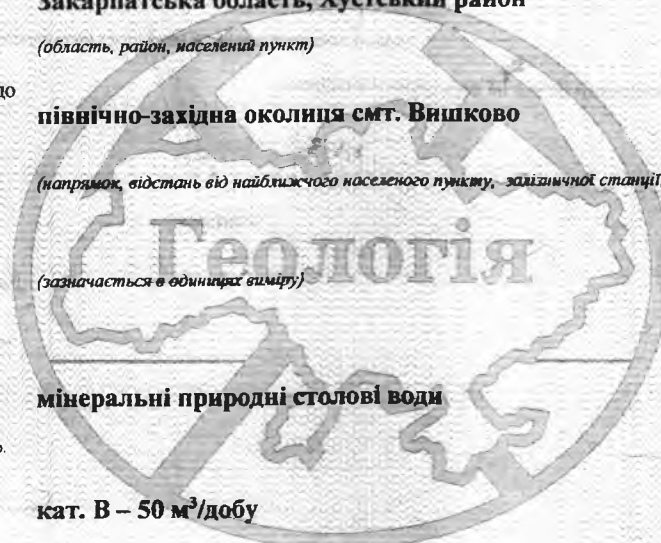 Закарпатська область, Хустський район
(область, район, населений пункт)
до
північно-західна околиця смт. Вишково
(напрямок, відстань від найближчого населеного пункту, залізничної станції
Геологія
(зазначається в одиницях виміру)
мінеральні природні столові води
кат. В – 50 м³/добу